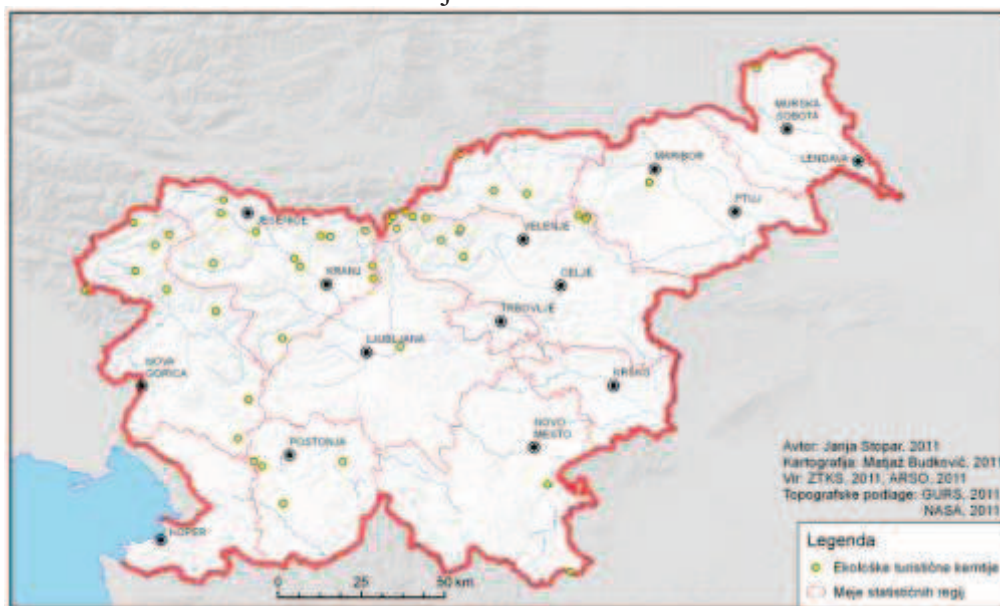 MURSKA
SOBOTA
LENDAVA
MARIBOR
PTUJ
JESENICE
VELENJE
KRANJ
CELJE
TRBOVLJE
LJUBLJANA
NOVA
GORICA
KRŠKO
NOVO
MESTO
POSTOJNA
KOPER
Avtor: Janja Stopar, 2011
Kartografija: Matjaž Budkovič, 2011
Vir: ZTKS, 2011, ARSO, 2011
Topografske podlage: GURS, 2011
NASA, 2011
Legenda
Ekološke turistične kmetije
Meje statističnih regij
0 25 50 km